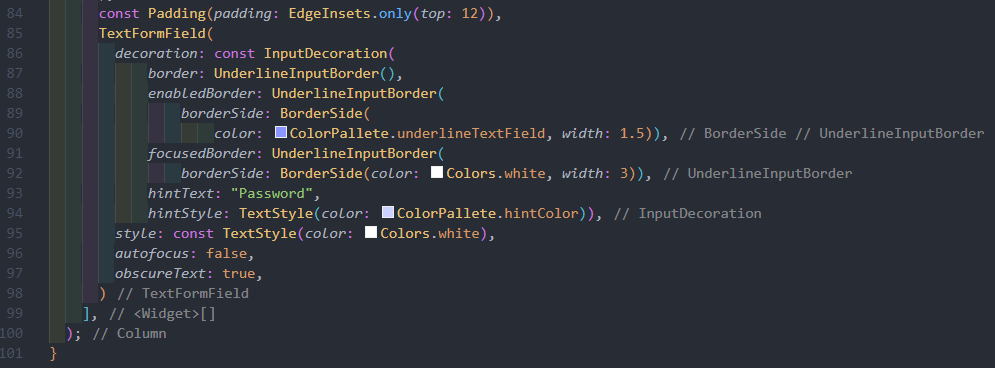 84 const Padding(padding: EdgeInsets.only(top: 12)),
85 TextFormField(
86 decoration: const InputDecoration(
87 border: UnderlineInputBorder(),
88 enabledBorder: UnderlineInputBorder(
89 borderSide: BorderSide(
90 color: ColorPallete.underlineTextField, width: 1.5)), // BorderSide // UnderlineInputBorder
91 focusedBorder: UnderlineInputBorder(
92 borderSide: BorderSide(color: Colors.white, width: 3)), // UnderlineInputBorder
93 hintText: "Password",
94 hintStyle: TextStyle(color: ColorPallete.hintColor)), // InputDecoration
95 style: const TextStyle(color: Colors.white),
96 autofocus: false,
97 obscureText: true,
98 ) // TextFormField
99 ], // <Widget>[]
100 ); // Column
101 }